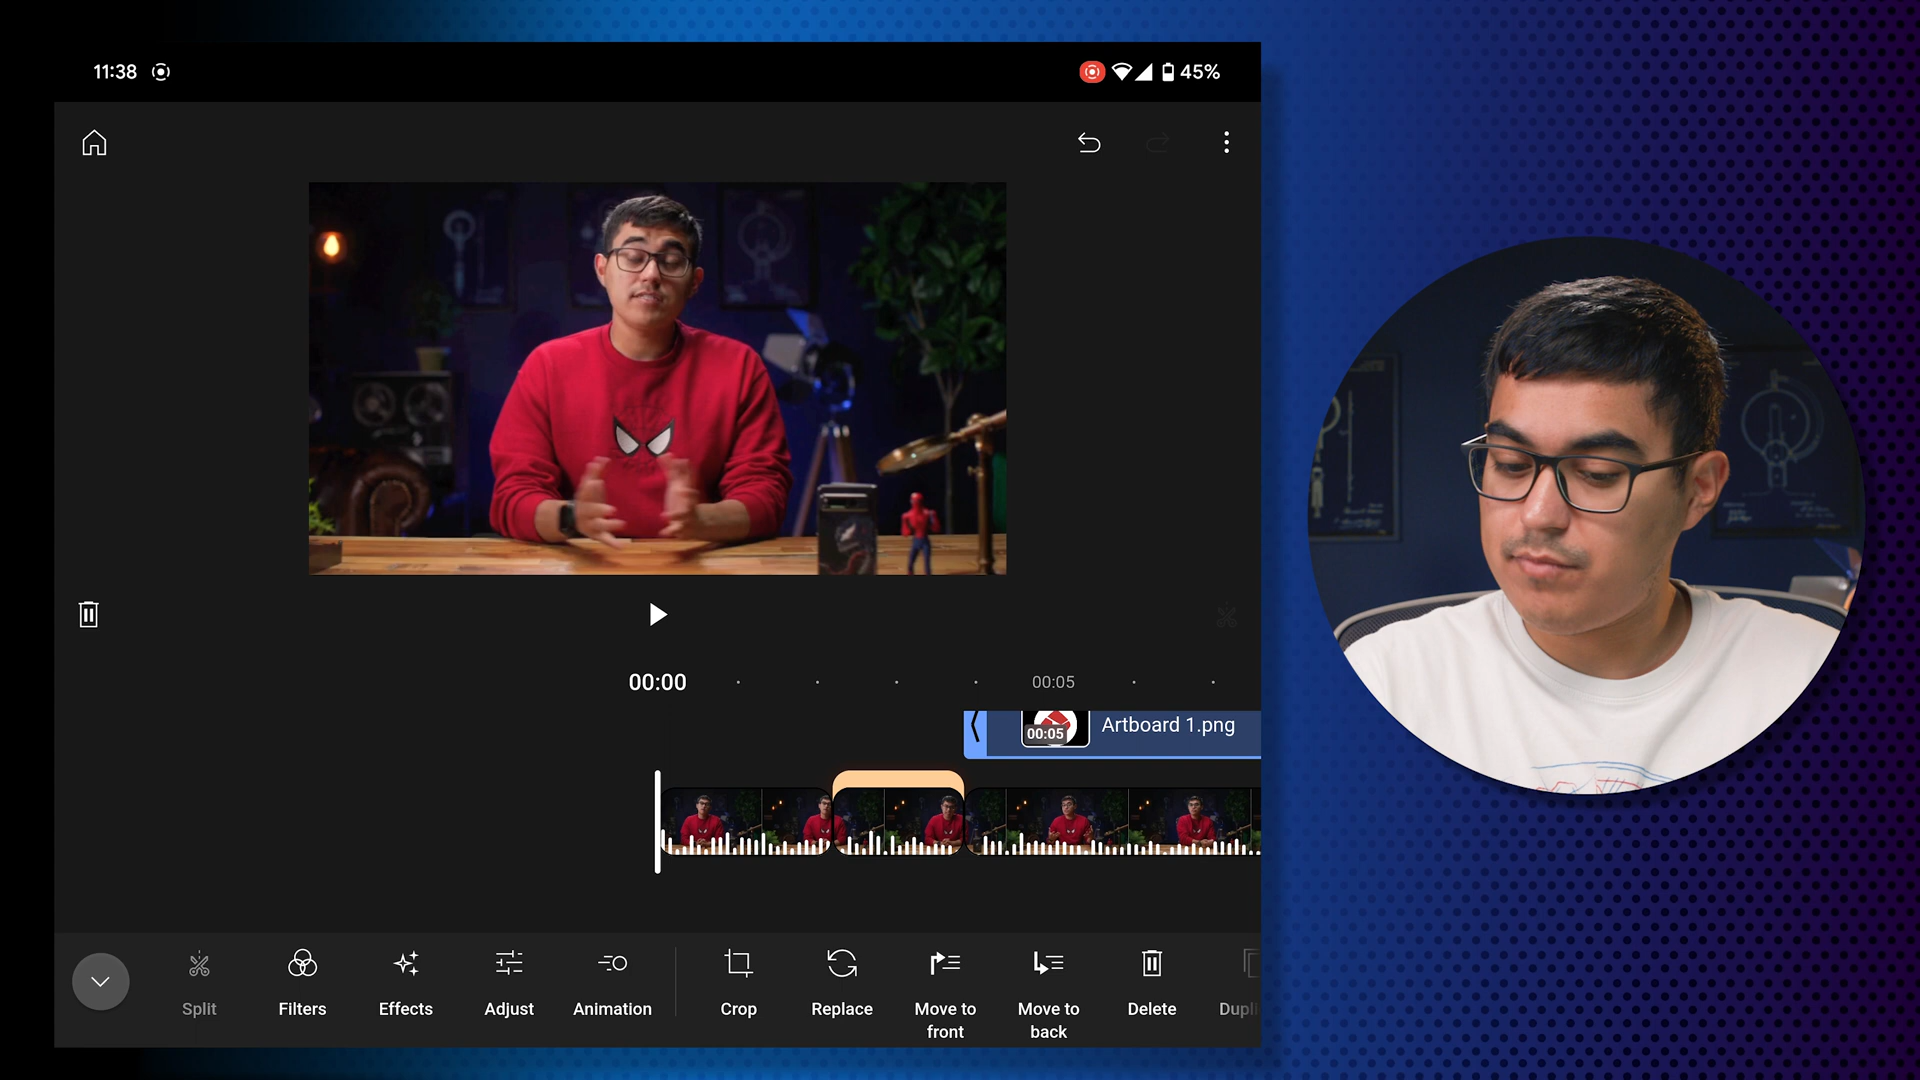 11:38
45%
00:00
00:05
00:05
Artboard 1.png
Split
Filters
Effects
Adjust
Animation
Crop
Replace
Move to
front
Move to
back
Delete
Dupli